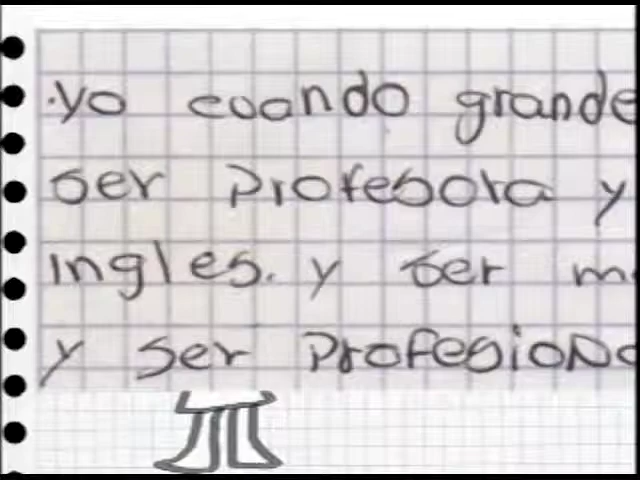 .yo cuando grande
ser Profesora y
ingles. y ser m
y ser Profesiona